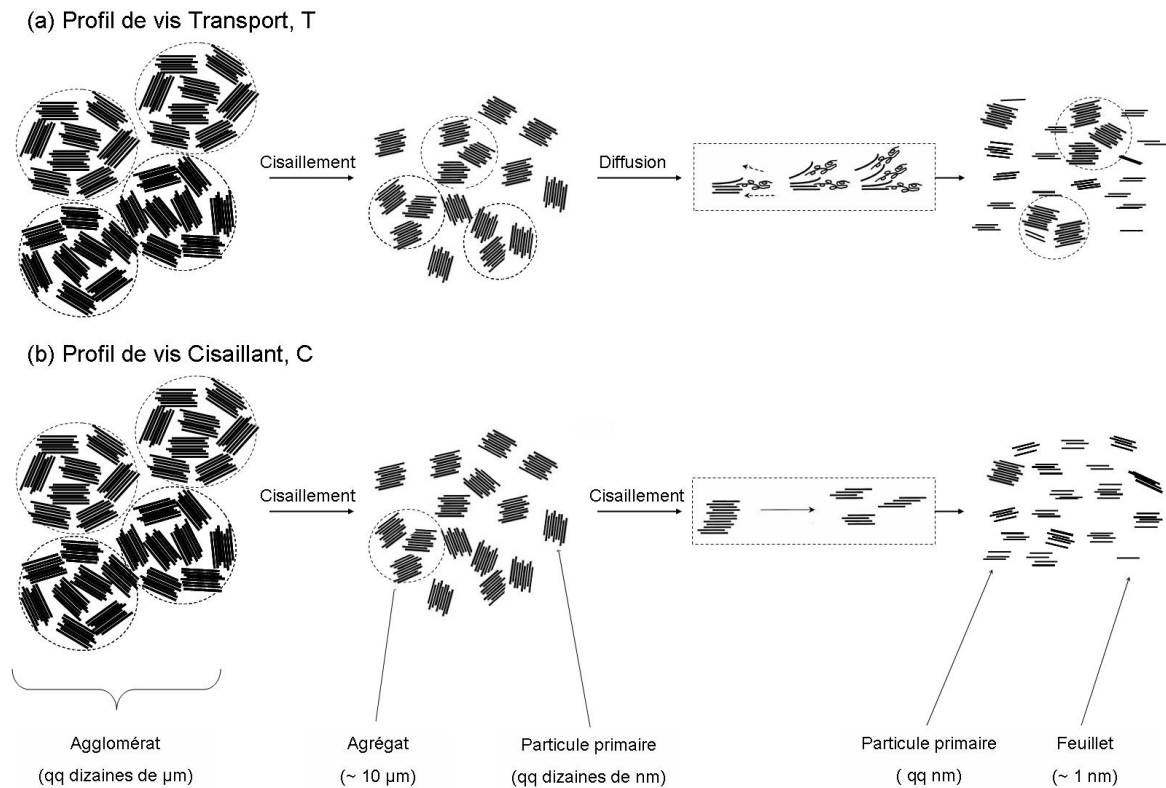 (a) Profil de vis Transport, T
Cisaillement
Diffusion
(b) Profil de vis Cisaillant, C
Cisaillement
Cisaillement
Agglomérat
(qq dizaines de µm)
Agrégat
(~ 10 µm)
Particule primaire
(qq dizaines de nm)
Particule primaire
( qq nm)
Feuillet
(~ 1 nm)